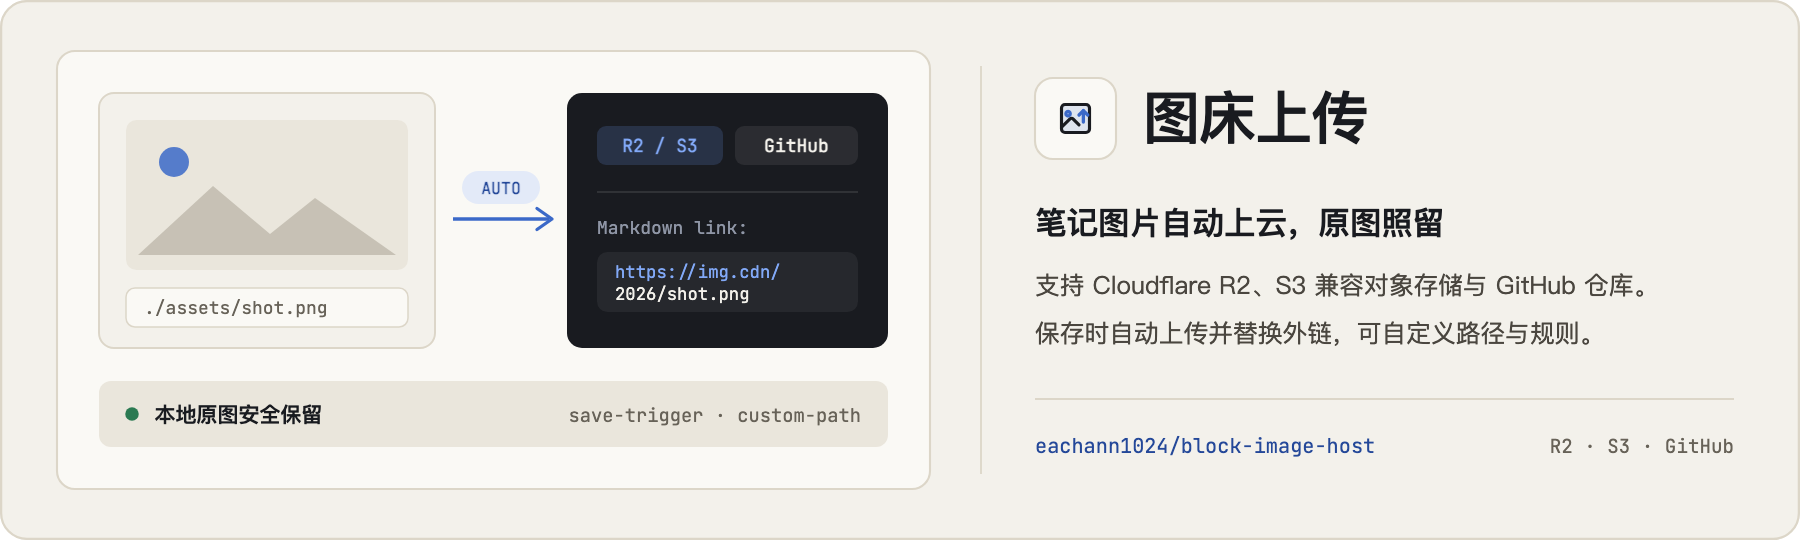 ./assets/shot.png
AUTO
R2 / S3
GitHub
Markdown link:
https://img.cdn/
2026/shot.png
本地原图安全保留
save-trigger · custom-path
图床上传
笔记图片自动上云，原图照留
支持 Cloudflare R2、S3 兼容对象存储与 GitHub 仓库。
保存时自动上传并替换外链，可自定义路径与规则。
eachann1024/block-image-host
R2 · S3 · GitHub